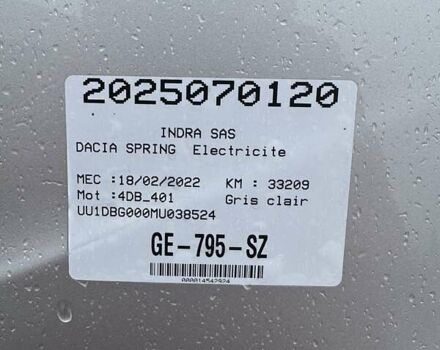 2025070120
INDRA SAS
DACIA SPRING Electricite
MEC :18/02/2022 KM : 33209
Mot :4DB_401 Gris clair
UU1DBG000MU038524
GE-795-SZ
000014542924